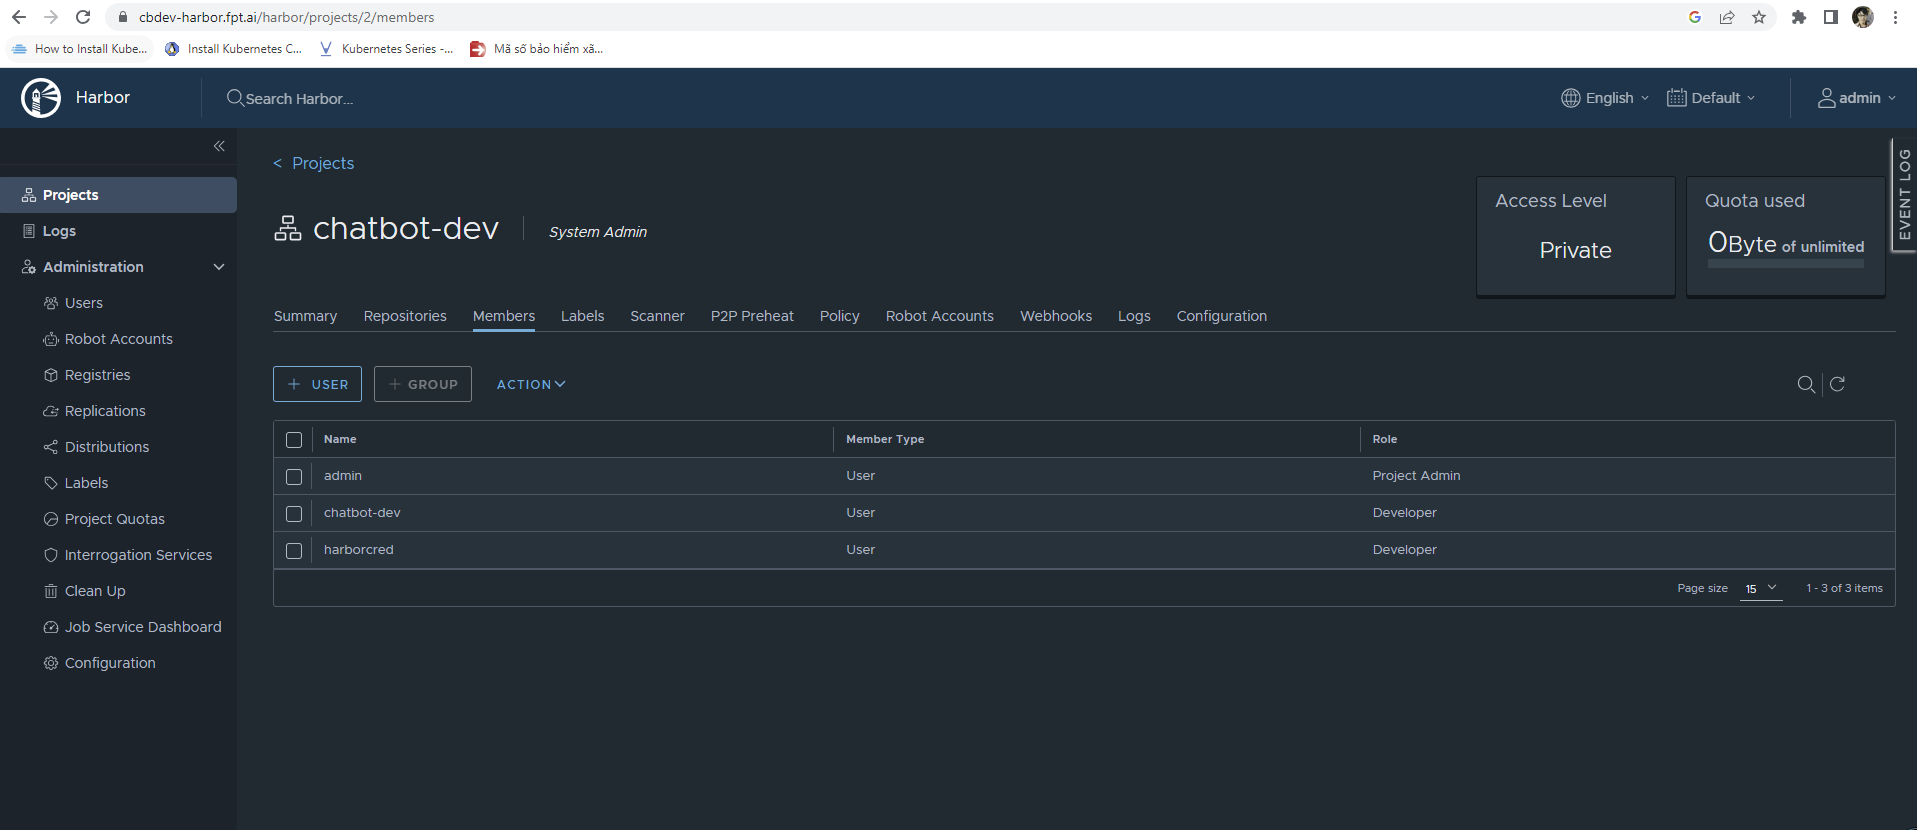 cbdev-harbor.fpt.ai/harbor/projects/2/members
How to Install Kube... Install Kubernetes C... Kubernetes Series -... Mã số bảo hiểm xã...
Harbor Search Harbor... English Default admin
Projects
Logs
Administration
Users
Robot Accounts
Registries
Replications
Distributions
Labels
Project Quotas
Interrogation Services
Clean Up
Job Service Dashboard
Configuration
< Projects
chatbot-dev System Admin
Access Level
Private
Quota used
0Byte of unlimited
EVENT LOG
Summary Repositories Members Labels Scanner P2P Preheat Policy Robot Accounts Webhooks Logs Configuration
+ USER + GROUP ACTION
Name Member Type Role
admin User Project Admin
chatbot-dev User Developer
harborcred User Developer
Page size 15 1 - 3 of 3 items